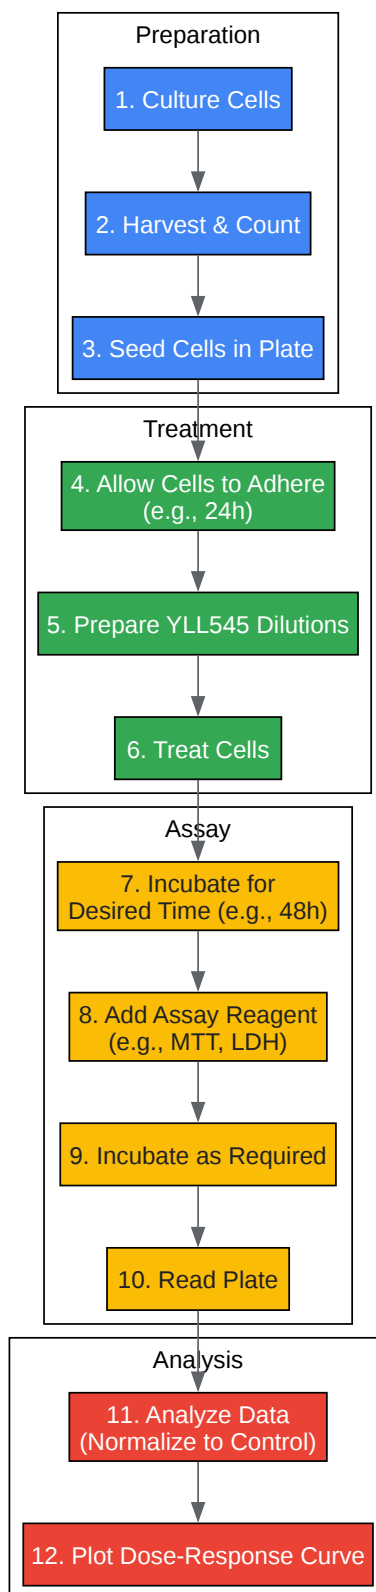 Preparation
1. Culture Cells
2. Harvest & Count
3. Seed Cells in Plate
Treatment
4. Allow Cells to Adhere
(e.g., 24h)
5. Prepare YLL545 Dilutions
6. Treat Cells
Assay
7. Incubate for
Desired Time (e.g., 48h)
8. Add Assay Reagent
(e.g., MTT, LDH)
9. Incubate as Required
10. Read Plate
Analysis
11. Analyze Data
(Normalize to Control)
12. Plot Dose-Response Curve